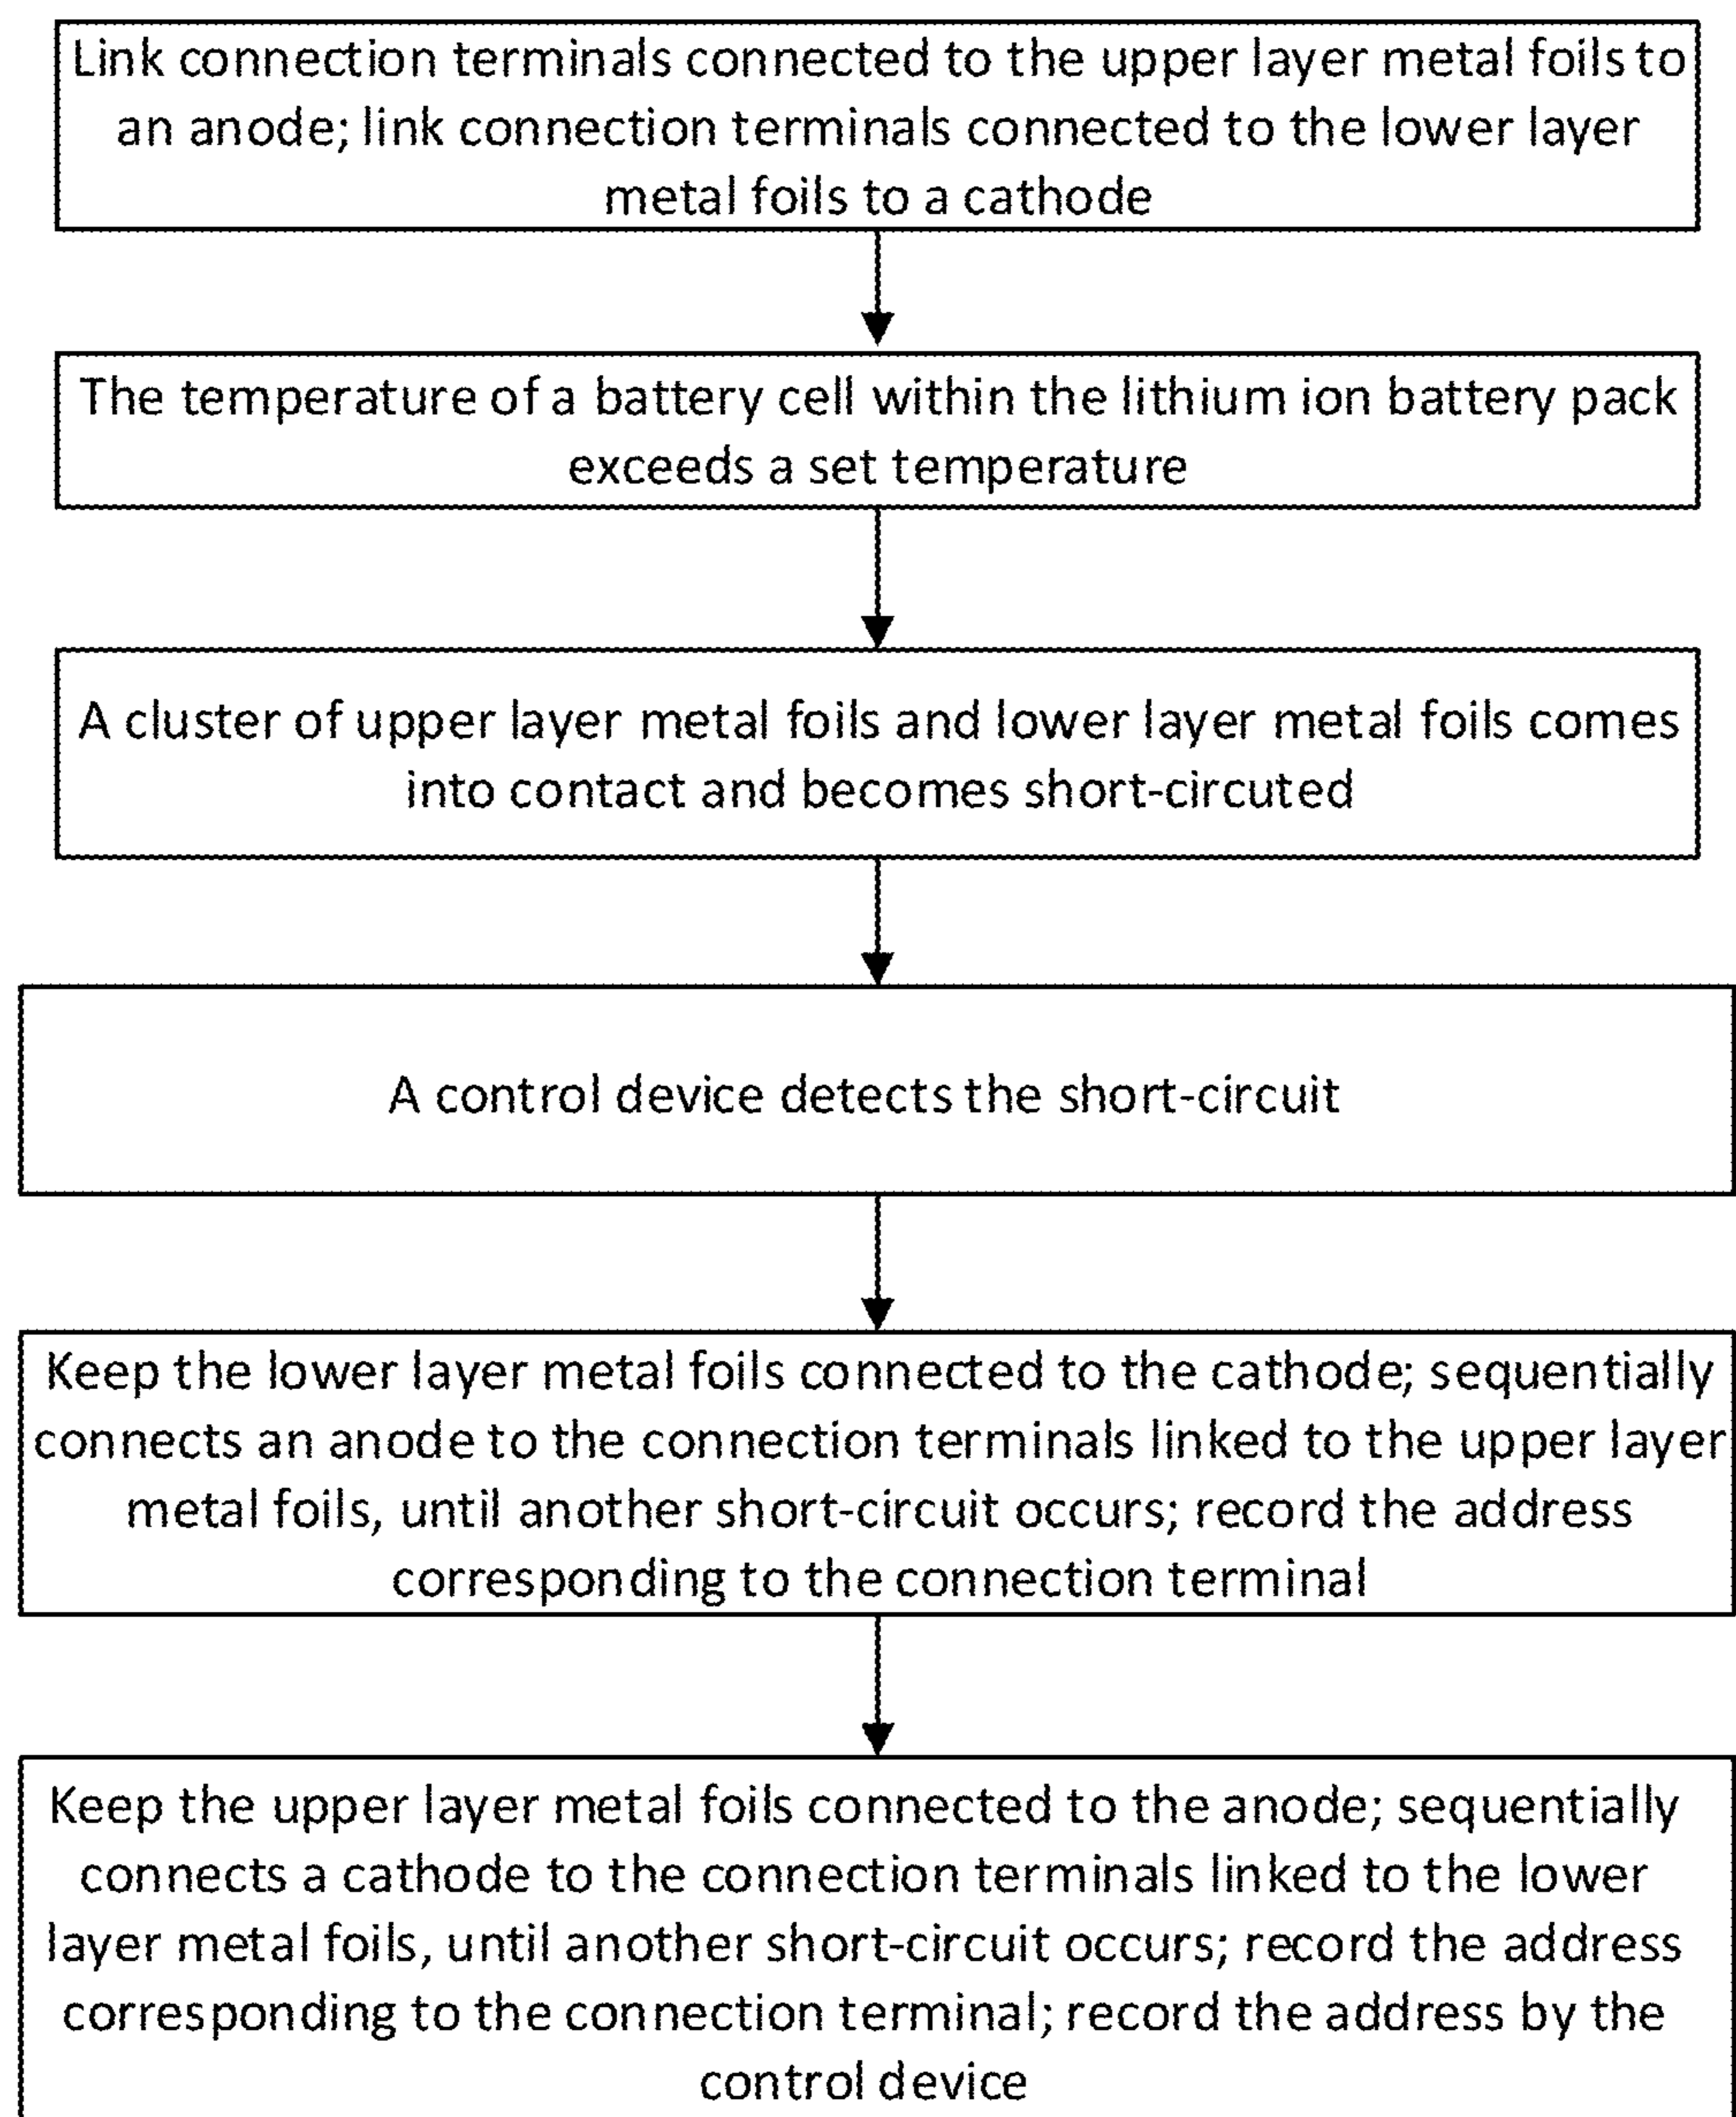 Link connection terminals connected to the upper layer metal foils to
an anode; link connection terminals connected to the lower layer
metal foils to a cathode
The temperature of a battery cell within the lithium ion battery pack
exceeds a set temperature
A cluster of upper layer metal foils and lower layer metal foils comes
into contact and becomes short-circuted
A control device detects the short-circuit
Keep the lower layer metal foils connected to the cathode; sequentially
connects an anode to the connection terminals linked to the upper layer
metal foils, until another short-circuit occurs; record the address
corresponding to the connection terminal
Keep the upper layer metal foils connected to the anode; sequentially
connects a cathode to the connection terminals linked to the lower
layer metal foils, until another short-circuit occurs; record the address
corresponding to the connection terminal; record the address by the
control device